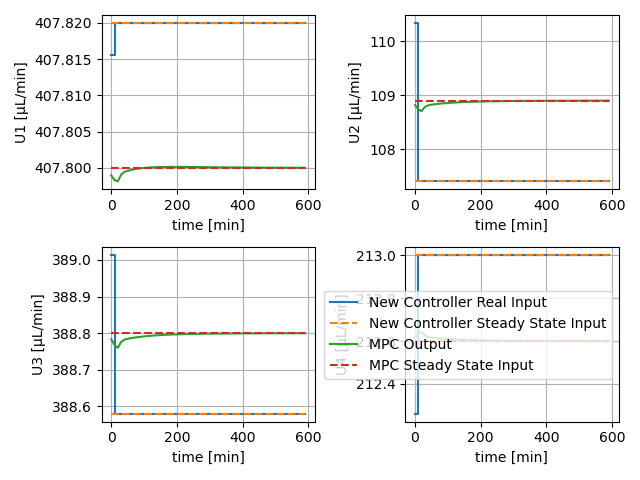 407.820
407.815
407.810
407.805
407.800
U1 [µL/min]
0 200 400 600
time [min]
110
109
108
U2 [µL/min]
0 200 400 600
time [min]
389.0
388.9
388.8
388.7
388.6
U3 [µL/min]
0 200 400 600
time [min]
213.0
212.4
U4 [µL/min]
0 200 400 600
time [min]
New Controller Real Input
New Controller Steady State Input
MPC Output
MPC Steady State Input